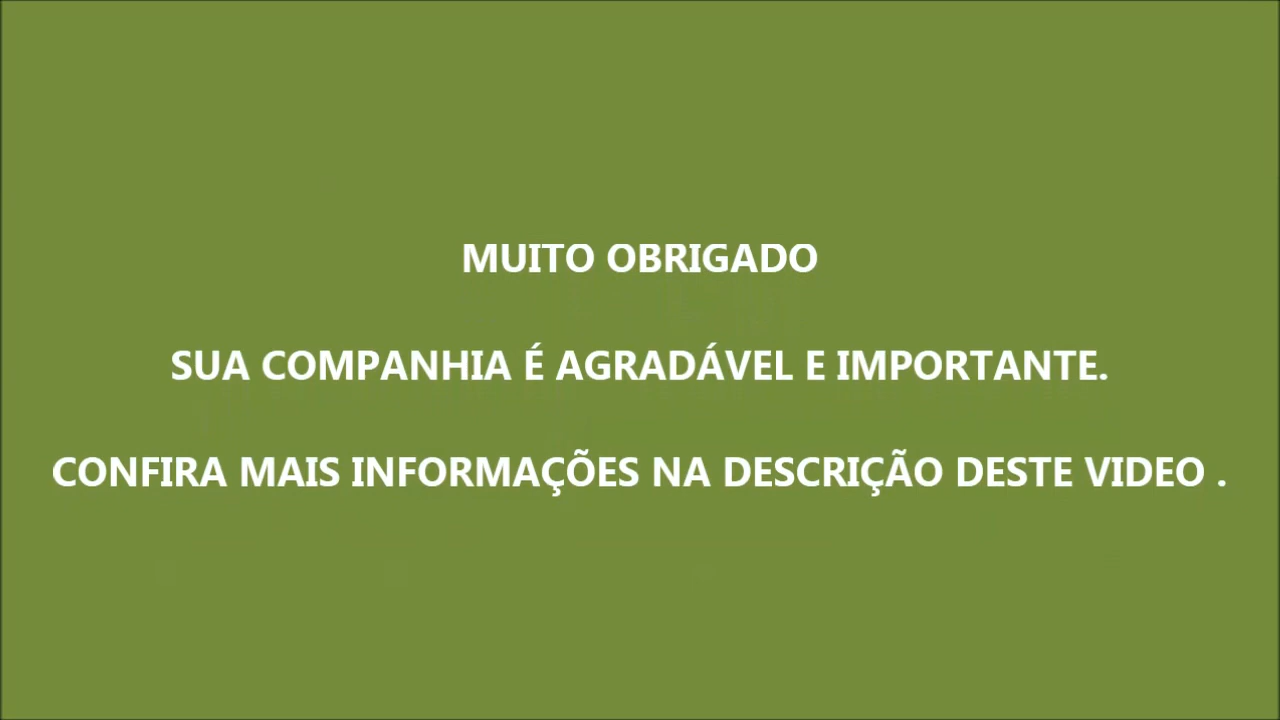 MUITO OBRIGADO
SUA COMPANHIA É AGRADÁVEL E IMPORTANTE.
CONFIRA MAIS INFORMAÇÕES NA DESCRIÇÃO DESTE VIDEO .